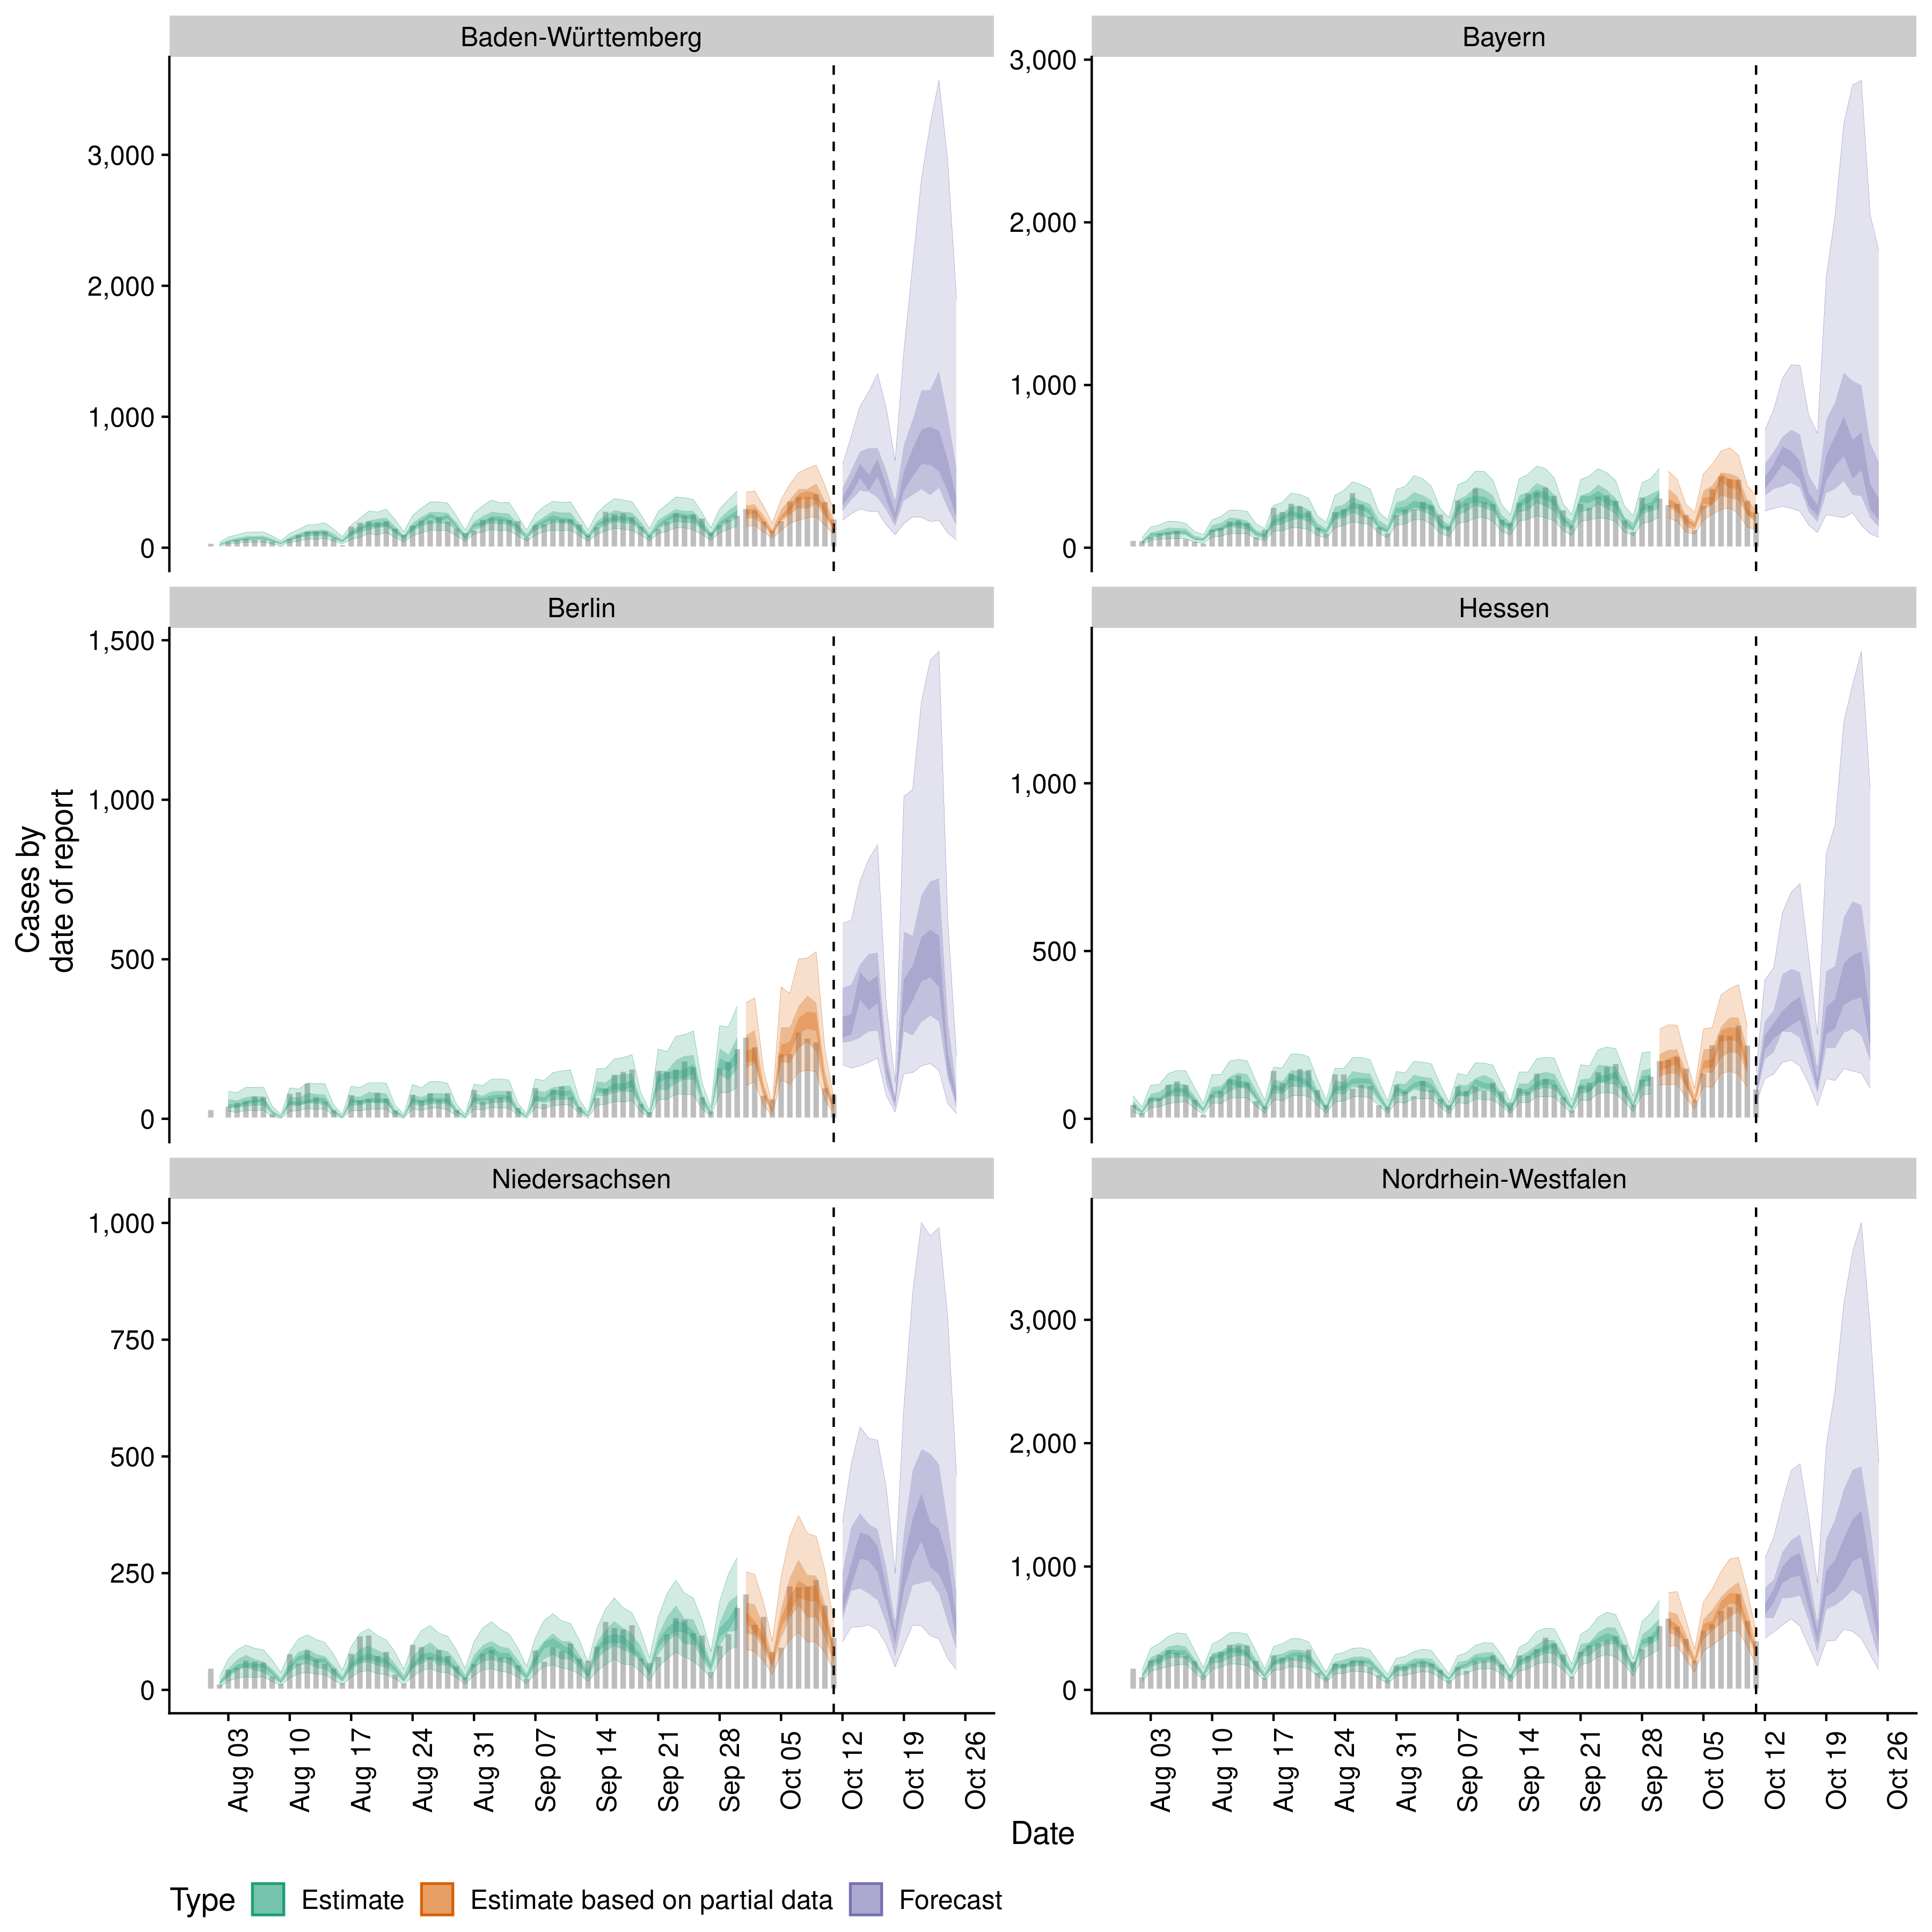 Baden-Württemberg
Bayern
3,000
2,000
1,000
0
3,000
2,000
1,000
0
Berlin
Hessen
1,500
1,000
500
0
1,000
500
0
Niedersachsen
Nordrhein-Westfalen
1,000
750
500
250
0
3,000
2,000
1,000
0
Cases by
date of report
Aug 03
Aug 10
Aug 17
Aug 24
Aug 31
Sep 07
Sep 14
Sep 21
Sep 28
Oct 05
Oct 12
Oct 19
Oct 26
Aug 03
Aug 10
Aug 17
Aug 24
Aug 31
Sep 07
Sep 14
Sep 21
Sep 28
Oct 05
Oct 12
Oct 19
Oct 26
Date
Type Estimate Estimate based on partial data Forecast